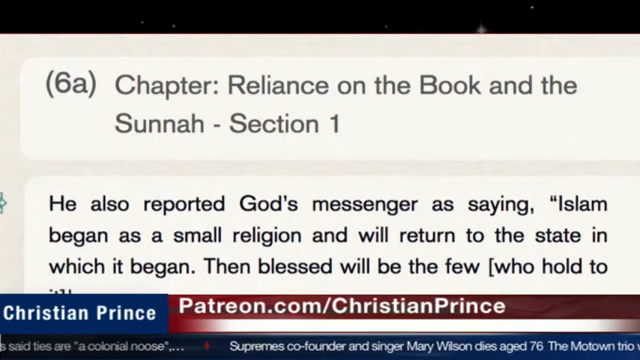 (6a) Chapter: Reliance on the Book and the
Sunnah - Section 1
He also reported God's messenger as saying, "Islam
began as a small religion and will return to the state in
which it began. Then blessed will be the few [who hold to
Christian Prince
Patreon.com/ChristianPrince
said ties are "a colonial noose",... Supremes co-founder and singer Mary Wilson dies aged 76 The Motown trio